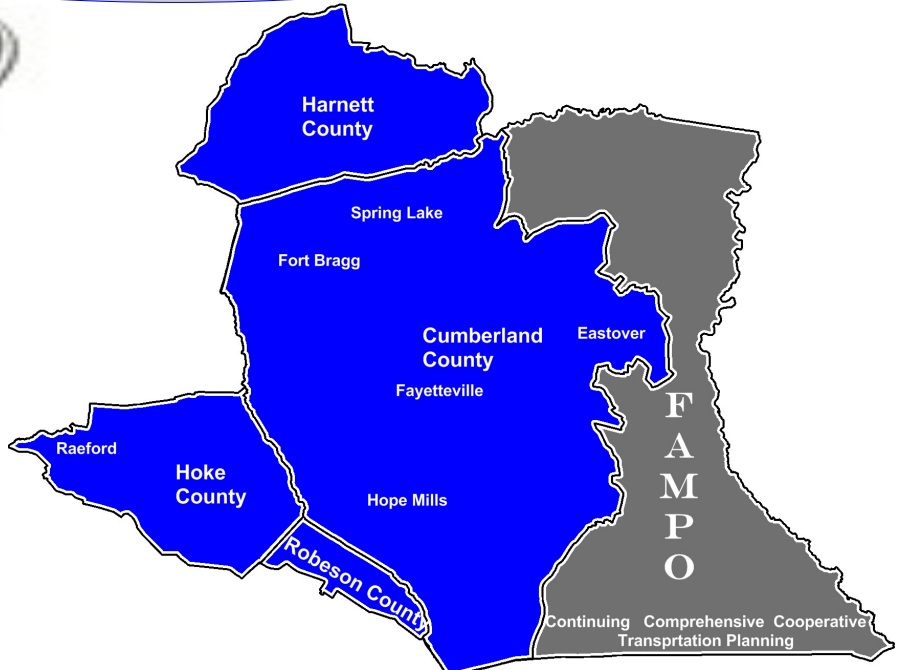 Harnett
County
Spring Lake
Fort Bragg
Cumberland
County
Eastover
Fayetteville
Raeford
Hoke
County
Hope Mills
Robeson County
F
A
M
P
O
Continuing Comprehensive Cooperative
Transprtation Planning